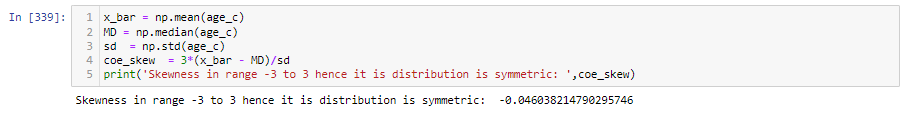 In [339]:
1 x_bar = np.mean(age_c)
2 MD = np.median(age_c)
3 sd  = np.std(age_c)
4 coe_skew  = 3*(x_bar - MD)/sd
5 print('Skewness in range -3 to 3 hence it is distribution is symmetric: ',coe_skew)
Skewness in range -3 to 3 hence it is distribution is symmetric:  -0.046038214790295746